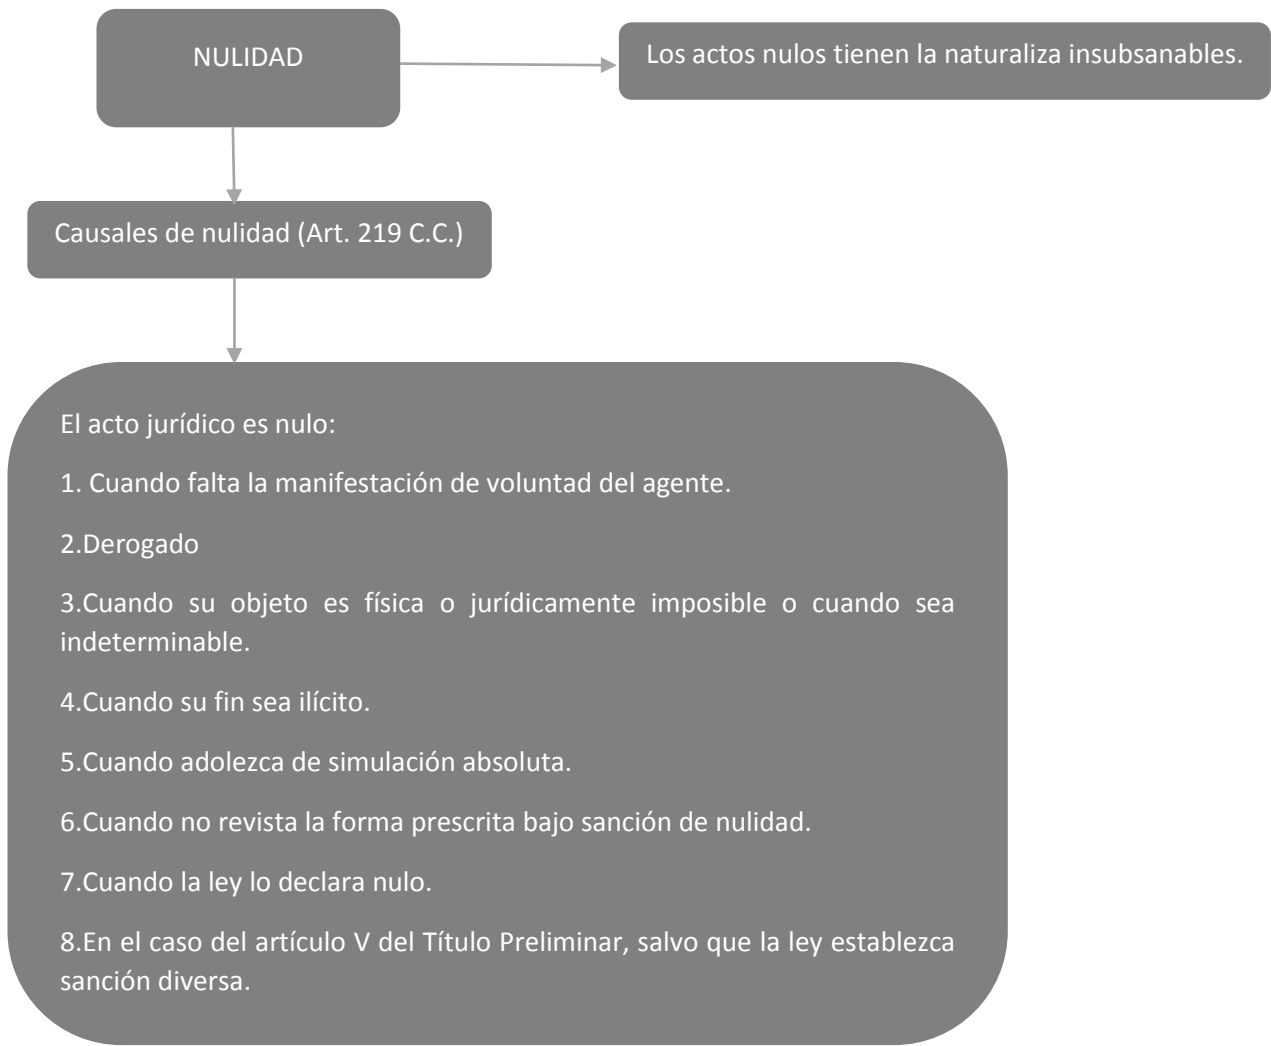 NULIDAD
Los actos nulos tienen la naturaliza insubsanables.
Causales de nulidad (Art. 219 C.C.)
El acto jurídico es nulo:
1. Cuando falta la manifestación de voluntad del agente.
2.Derogado
3.Cuando su objeto es física o jurídicamente imposible o cuando sea
indeterminable.
4.Cuando su fin sea ilícito.
5.Cuando adolezca de simulación absoluta.
6.Cuando no revista la forma prescrita bajo sanción de nulidad.
7.Cuando la ley lo declara nulo.
8.En el caso del artículo V del Título Preliminar, salvo que la ley establezca
sanción diversa.